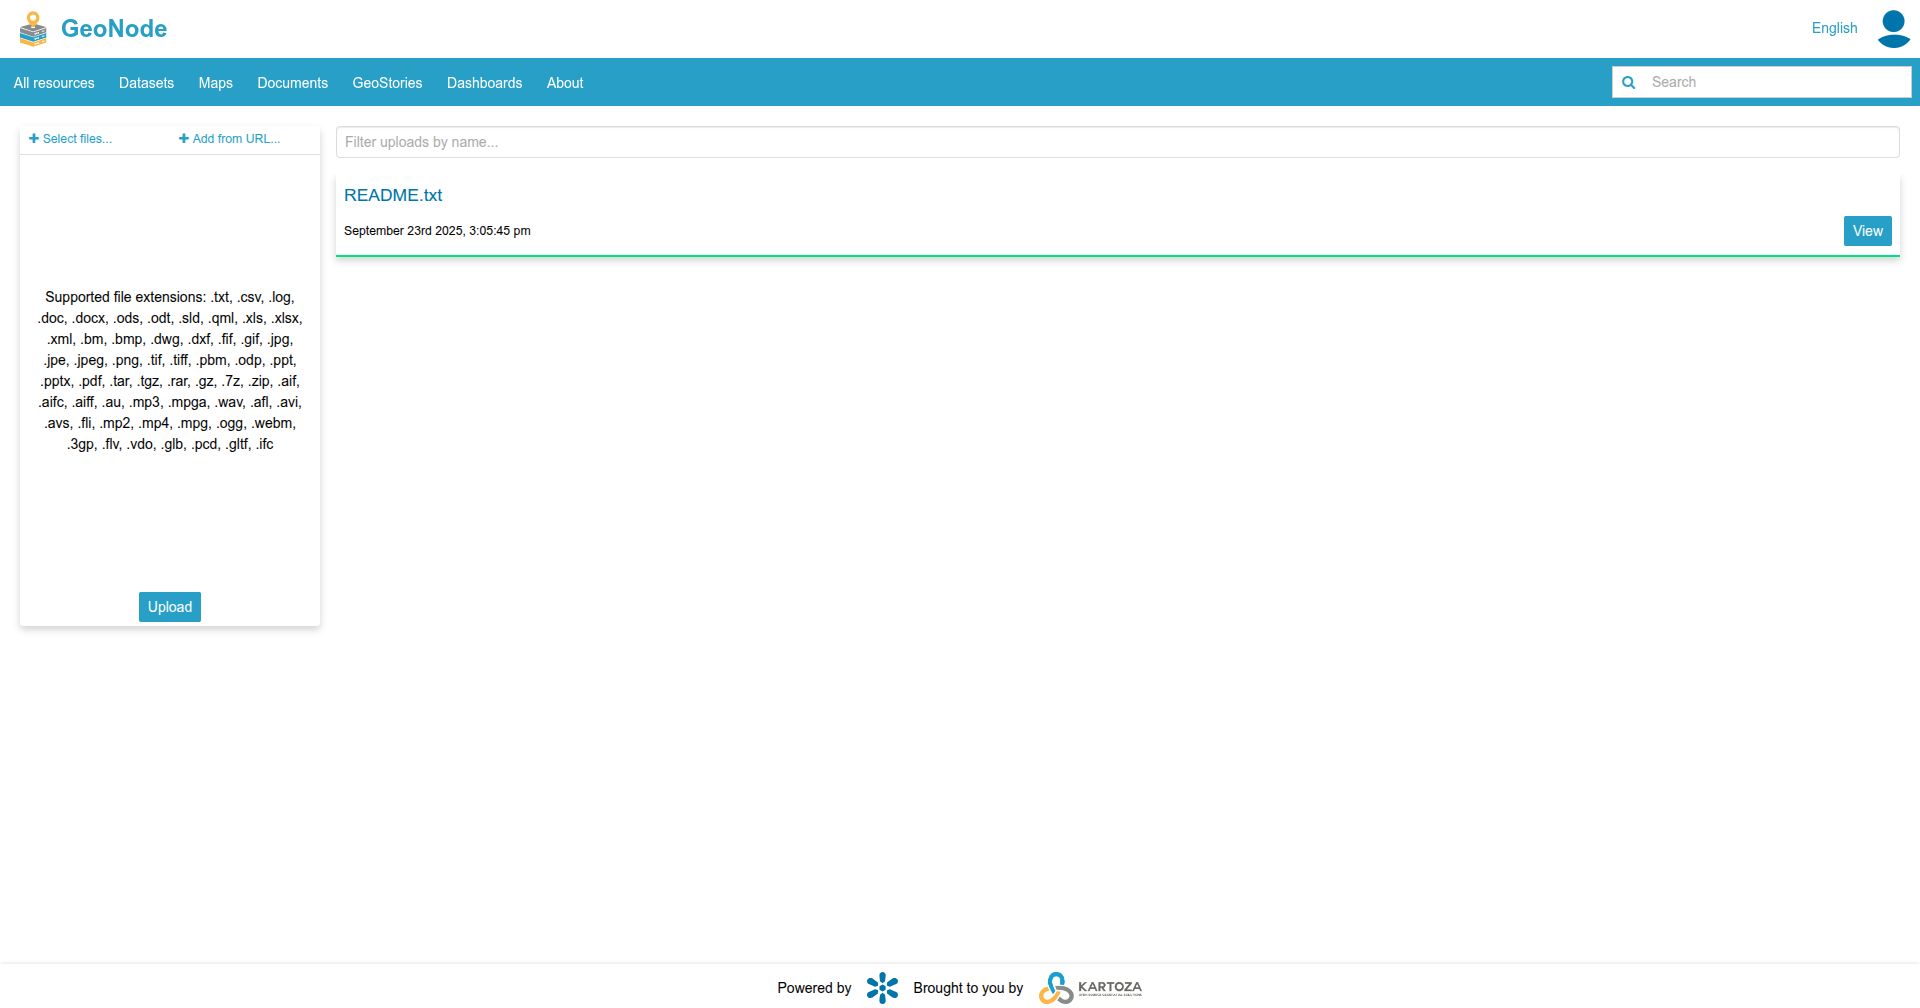 GeoNode
English
All resources Datasets Maps Documents GeoStories Dashboards About
Search
Select files... Add from URL...
Filter uploads by name...
README.txt
September 23rd 2025, 3:05:45 pm
View
Supported file extensions: .txt, .csv, .log,
.doc, .docx, .ods, .odt, .sld, .qml, .xls, .xlsx,
.xml, .bm, .bmp, .dwg, .dxf, .fif, .gif, .jpg,
.jpe, .jpeg, .png, .tif, .tiff, .pbm, .odp, .ppt,
.pptx, .pdf, .tar, .tgz, .rar, .gz, .7z, .zip, .aif,
.aifc, .aiff, .au, .mp3, .mpga, .wav, .afl, .avi,
.avs, .fli, .mp2, .mp4, .mpg, .ogg, .webm,
.3gp, .flv, .vdo, .glb, .pcd, .gltf, .ifc
Upload
Powered by Brought to you by KARTOZA